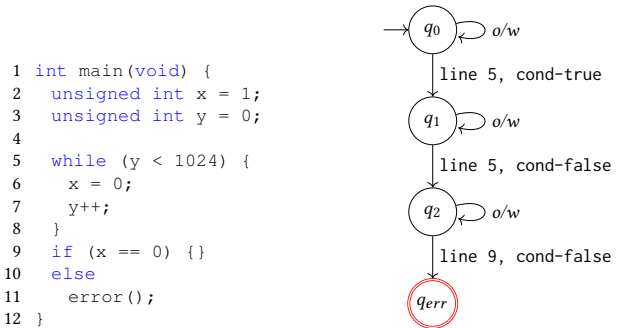 1 int main(void) {
2 unsigned int x = 1;
3 unsigned int y = 0;
4
5 while (y < 1024) {
6 x = 0;
7 y++;
8 }
9 if (x == 0) {}
10 else
11 error();
12 }
q0 o/w
line 5, cond-true
q1 o/w
line 5, cond-false
q2 o/w
line 9, cond-false
qerr